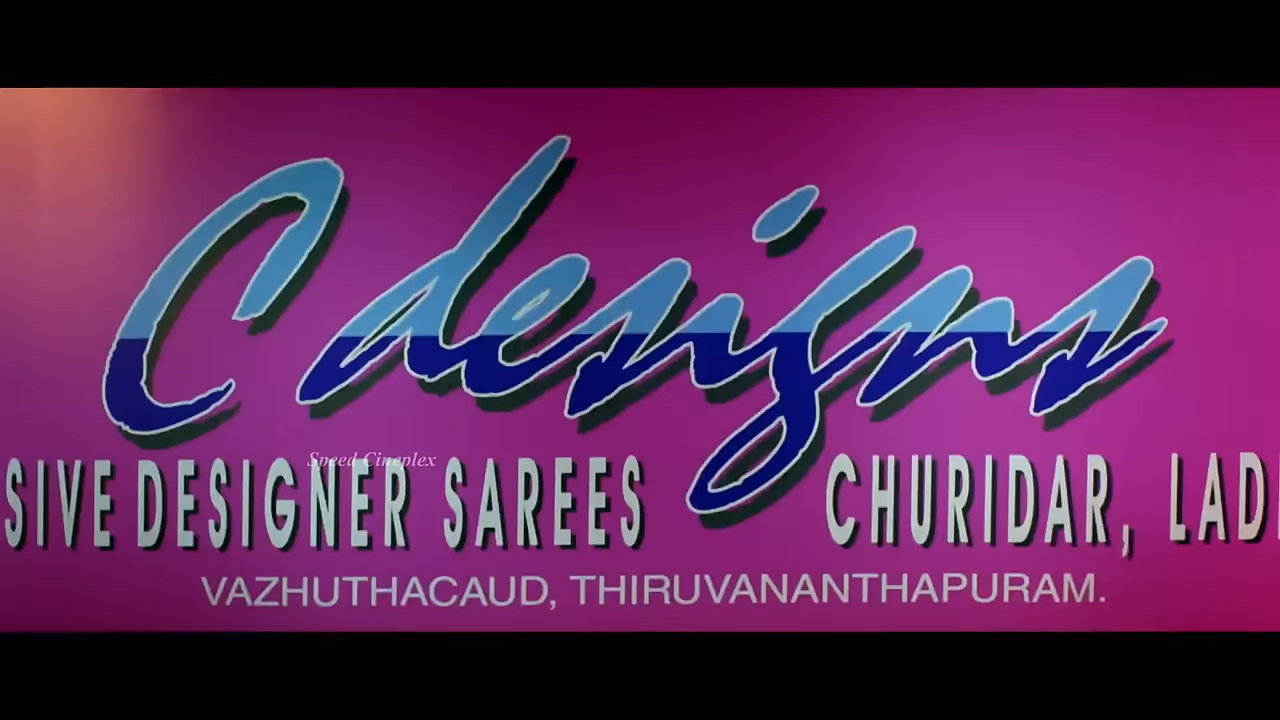 C designs
SIVE DESIGNER SAREES CHURIDAR, LAD
Speed Cineplex
VAZHUTHACAUD, THIRUVANANTHAPURAM.